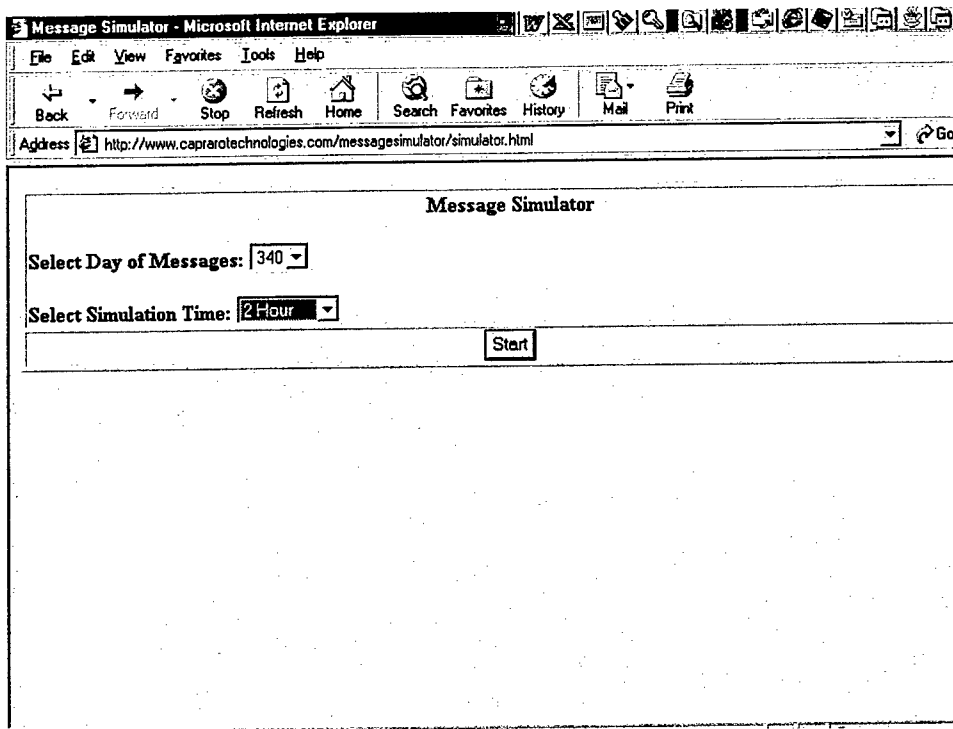 Message Simulator - Microsoft Internet Explorer
File Edit View Favorites Tools Help
Back Forward Stop Refresh Home Search Favorites History Mail Print
Address http://www.caprarotechnologies.com/messagesimulator/simulator.html Go
Message Simulator
Select Day of Messages: 340
Select Simulation Time: 2 Hour
Start